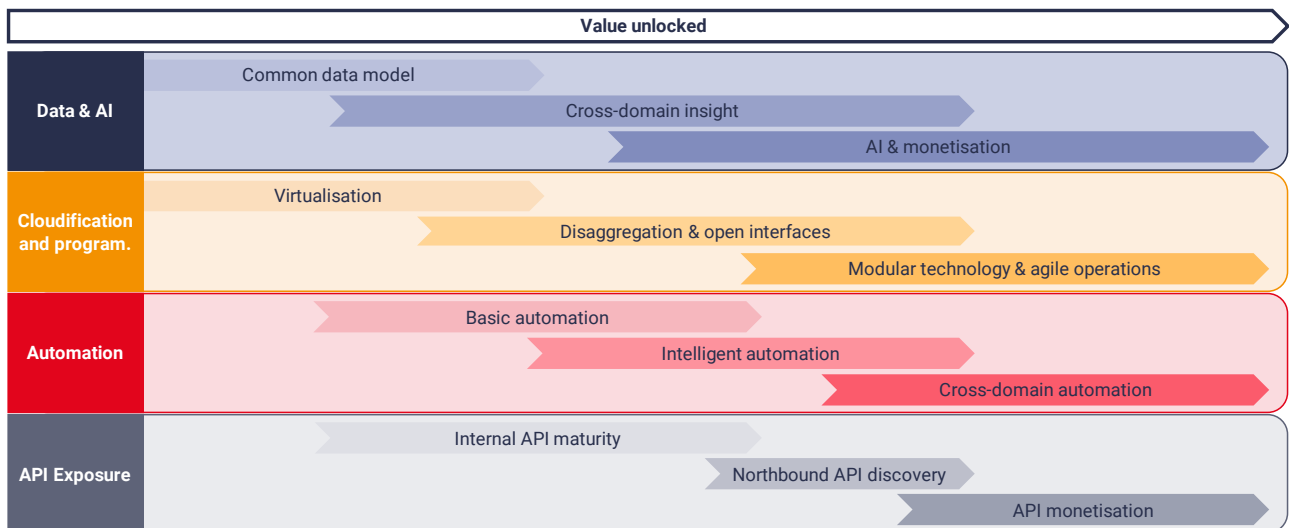 Value unlocked
Data & AI
Common data model
Cross-domain insight
AI & monetisation
Cloudification
and program.
Virtualisation
Disaggregation & open interfaces
Modular technology & agile operations
Automation
Basic automation
Intelligent automation
Cross-domain automation
API Exposure
Internal API maturity
Northbound API discovery
API monetisation